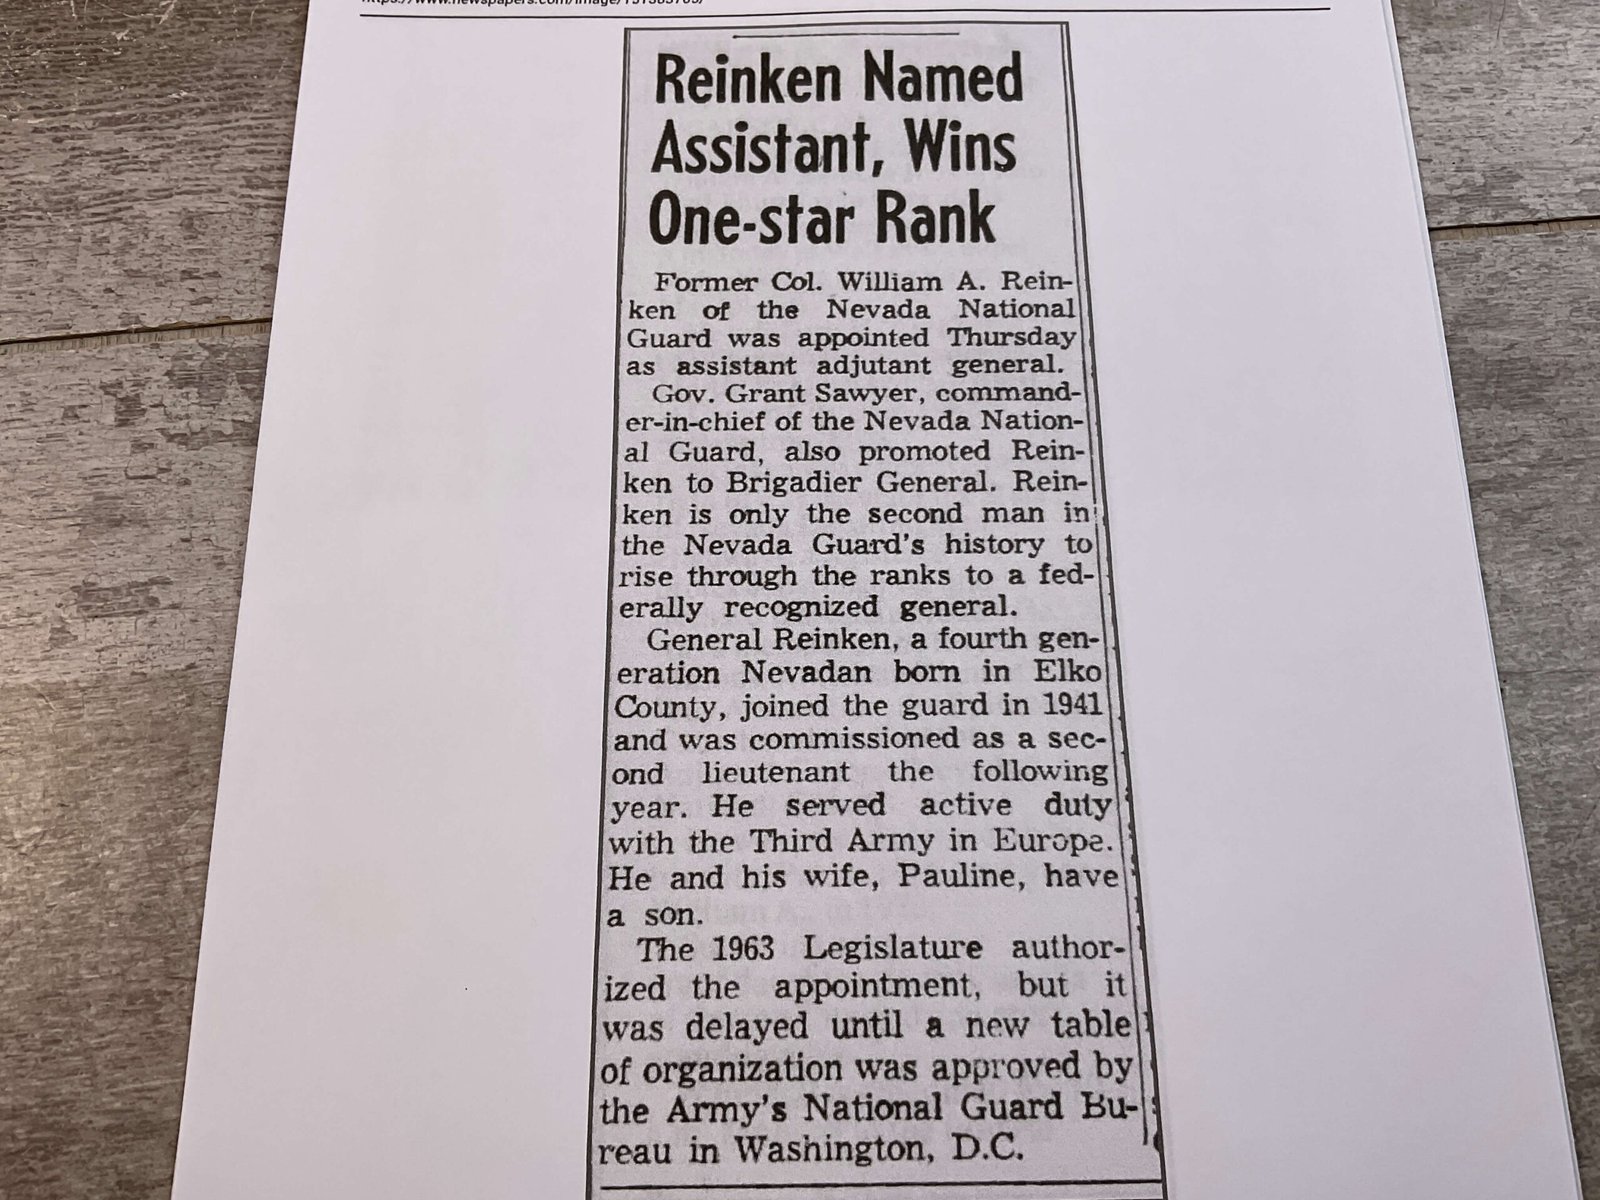 Reinken Named
Assistant, Wins
One-star Rank
Former Col. William A. Rein-
ken of the Nevada National
Guard was appointed Thursday
as assistant adjutant general.
Gov. Grant Sawyer, command-
er-in-chief of the Nevada Nation-
al Guard, also promoted Rein-
ken to Brigadier General. Rein-
ken is only the second man in
the Nevada Guard's history to
rise through the ranks to a fed-
erally recognized general.
General Reinken, a fourth gen-
eration Nevadan born in Elko
County, joined the guard in 1941
and was commissioned as a sec-
ond lieutenant the following
year. He served active duty
with the Third Army in Europe.
He and his wife, Pauline, have
a son.
The 1963 Legislature author-
ized the appointment, but it
was delayed until a new table
of organization was approved by
the Army's National Guard Bu-
reau in Washington, D.C.